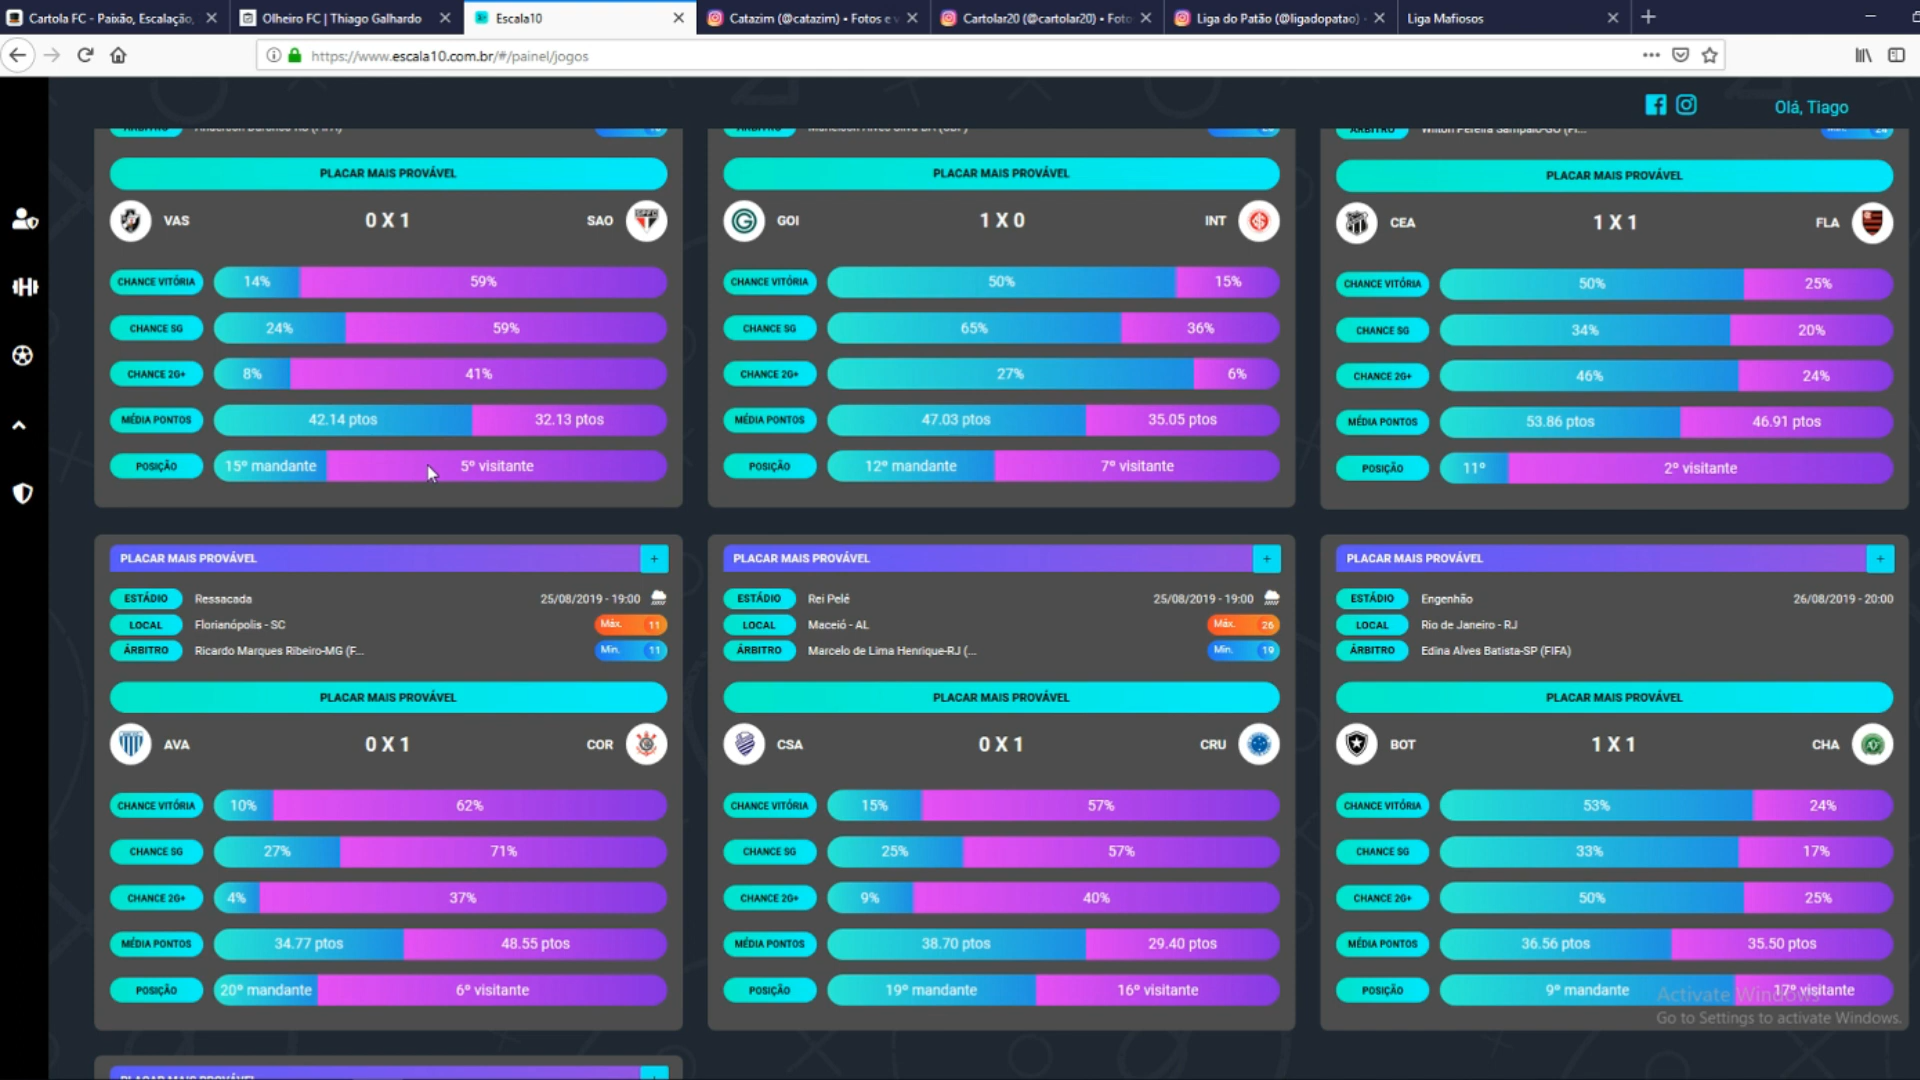 Cartola FC - Paixão, Escalação,
Olheiro FC | Thiago Galhardo
Escala10
Catazim (@catazim) • Fotos e v
Cartolar20 (@cartolar20) • Foto
Liga do Patão (@ligadopatao) -
Liga Mafiosos
https://www.escala10.com.br/#/painel/jogos
Olá, Tiago
PLACAR MAIS PROVÁVEL
VAS 0 X 1 SAO
CHANCE VITÓRIA 14% 59%
CHANCE SG 24% 59%
CHANCE 2G+ 8% 41%
MÉDIA PONTOS 42.14 ptos 32.13 ptos
POSIÇÃO 15º mandante 5º visitante
PLACAR MAIS PROVÁVEL
GOI 1 X 0 INT
CHANCE VITÓRIA 50% 15%
CHANCE SG 65% 36%
CHANCE 2G+ 27% 6%
MÉDIA PONTOS 47.03 ptos 35.05 ptos
POSIÇÃO 12º mandante 7º visitante
ÁRBITRO Wilton Pereira Sampaio-GO (FI... Mín. 24
PLACAR MAIS PROVÁVEL
CEA 1 X 1 FLA
CHANCE VITÓRIA 50% 25%
CHANCE SG 34% 20%
CHANCE 2G+ 46% 24%
MÉDIA PONTOS 53.86 ptos 46.91 ptos
POSIÇÃO 11º 2º visitante
PLACAR MAIS PROVÁVEL +
ESTÁDIO Ressacada 25/08/2019 - 19:00
LOCAL Florianópolis - SC Máx. 11
ÁRBITRO Ricardo Marques Ribeiro-MG (F... Mín. 11
PLACAR MAIS PROVÁVEL
AVA 0 X 1 COR
CHANCE VITÓRIA 10% 62%
CHANCE SG 27% 71%
CHANCE 2G+ 4% 37%
MÉDIA PONTOS 34.77 ptos 48.55 ptos
POSIÇÃO 20º mandante 6º visitante
PLACAR MAIS PROVÁVEL +
ESTÁDIO Rei Pelé 25/08/2019 - 19:00
LOCAL Maceió - AL Máx. 26
ÁRBITRO Marcelo de Lima Henrique-RJ (... Mín. 19
PLACAR MAIS PROVÁVEL
CSA 0 X 1 CRU
CHANCE VITÓRIA 15% 57%
CHANCE SG 25% 57%
CHANCE 2G+ 9% 40%
MÉDIA PONTOS 38.70 ptos 29.40 ptos
POSIÇÃO 19º mandante 16º visitante
PLACAR MAIS PROVÁVEL +
ESTÁDIO Engenhão 26/08/2019 - 20:00
LOCAL Rio de Janeiro - RJ
ÁRBITRO Edina Alves Batista-SP (FIFA)
PLACAR MAIS PROVÁVEL
BOT 1 X 1 CHA
CHANCE VITÓRIA 53% 24%
CHANCE SG 33% 17%
CHANCE 2G+ 50% 25%
MÉDIA PONTOS 36.56 ptos 35.50 ptos
POSIÇÃO 9º mandante 17º visitante
Activate Windows
Go to Settings to activate Windows.
PLACAR MAIS PROVÁVEL